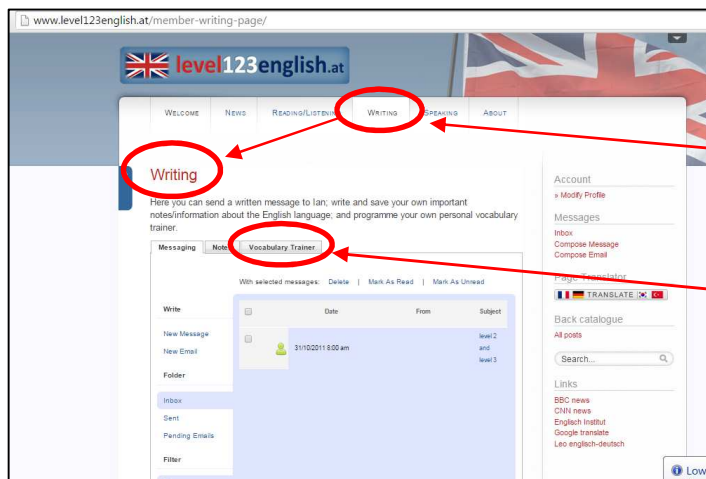 www.level123english.at/member-writing-page/
level123english.at
WELCOME NEWS READING/LISTENING WRITING SPEAKING ABOUT
Writing
Here you can send a written message to Ian; write and save your own important
notes/information about the English language; and programme your own personal vocabulary
trainer.
Messaging Notes Vocabulary Trainer
With selected messages: Delete | Mark As Read | Mark As Unread
Write
New Message
New Email
Folder
Inbox
Sent
Pending Emails
Filter
Date From Subject
31/10/2011 8:00 am
level 2
and
level 3
Account
» Modify Profile
Messages
Inbox
Compose Message
Compose Email
Page Translator
TRANSLATE
Back catalogue
All posts
Search...
Links
BBC news
CNN news
Englisch Institut
Google translate
Leo englisch-deutsch
Low